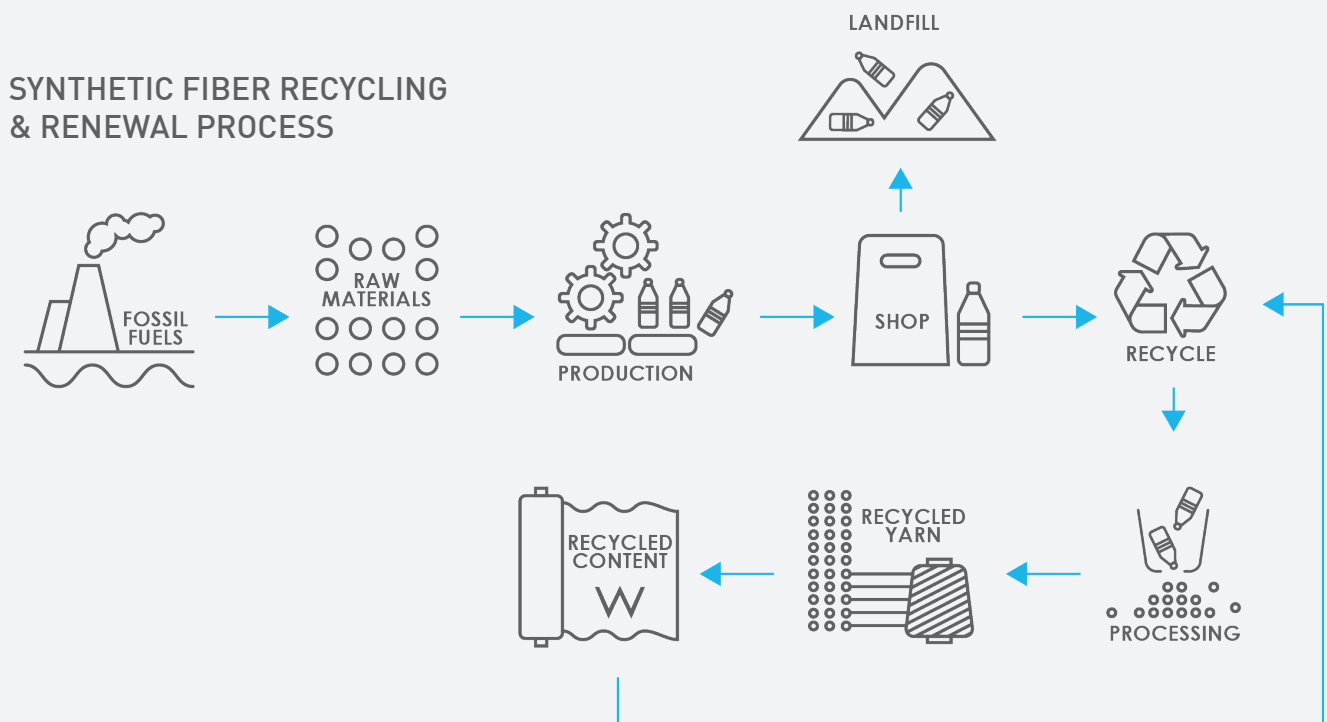 LANDFILL
SYNTHETIC FIBER RECYCLING
& RENEWAL PROCESS
FOSSIL
FUELS
RAW
MATERIALS
PRODUCTION
SHOP
RECYCLE
RECYCLED
CONTENT
W
RECYCLED
YARN
PROCESSING